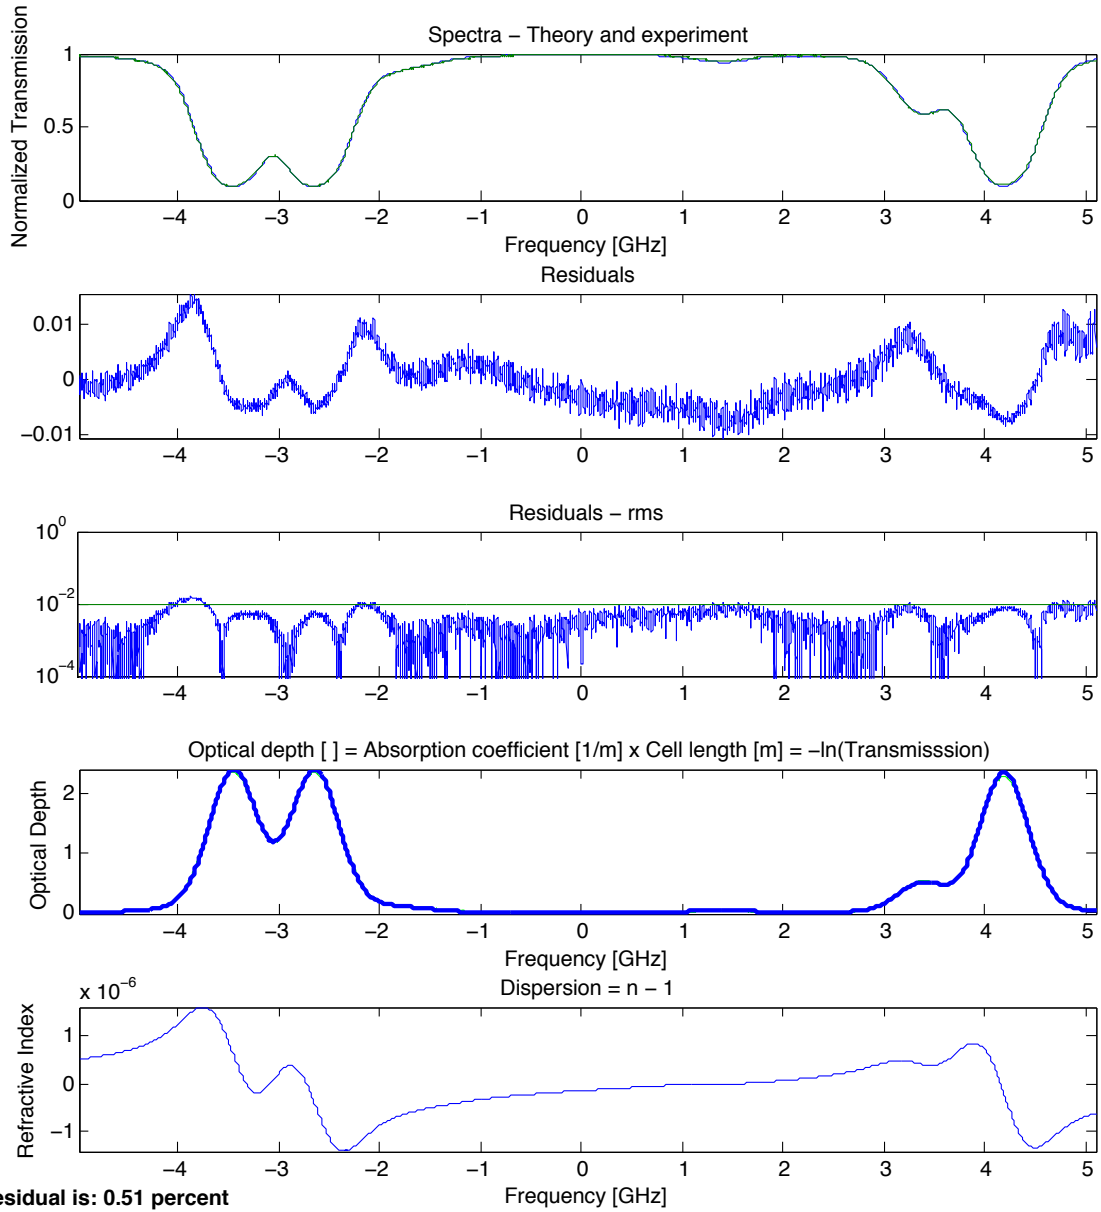 Spectra − Theory and experiment
Normalized Transmission
1
0.5
0
−4 −3 −2 −1 0 1 2 3 4 5
Frequency [GHz]
Residuals
0.01
0
−0.01
−4 −3 −2 −1 0 1 2 3 4 5
Residuals − rms
10^0
10^−2
10^−4
−4 −3 −2 −1 0 1 2 3 4 5
Optical depth [ ] = Absorption coefficient [1/m] x Cell length [m] = −ln(Transmisssion)
Optical Depth
2
1
0
−4 −3 −2 −1 0 1 2 3 4 5
Frequency [GHz]
x 10^−6
Dispersion = n − 1
Refractive Index
1
0
−1
−4 −3 −2 −1 0 1 2 3 4 5
Frequency [GHz]
esidual is: 0.51 percent